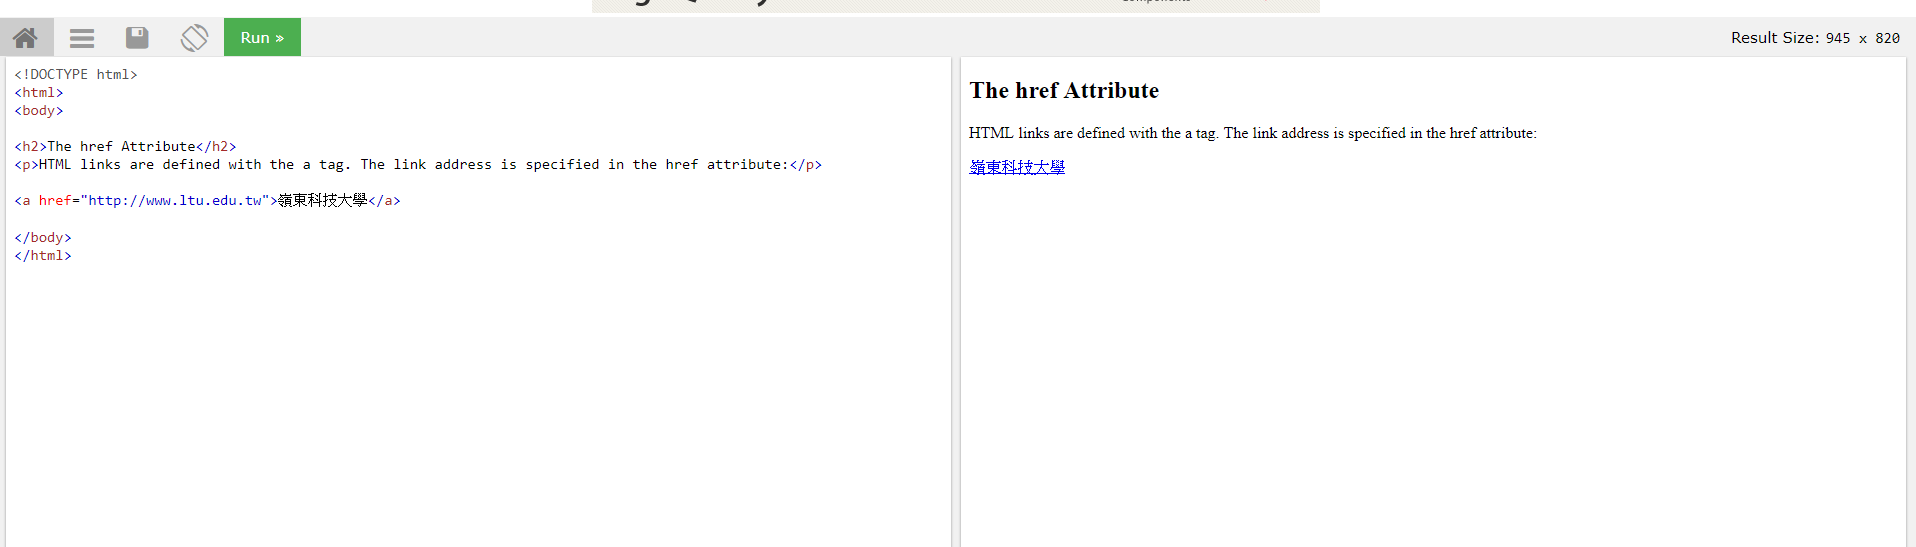 Components
Run »
Result Size: 945 x 820
<!DOCTYPE html>
<html>
<body>
<h2>The href Attribute</h2>
<p>HTML links are defined with the a tag. The link address is specified in the href attribute:</p>
<a href="http://www.ltu.edu.tw">嶺東科技大學</a>
</body>
</html>
The href Attribute
HTML links are defined with the a tag. The link address is specified in the href attribute:
嶺東科技大學